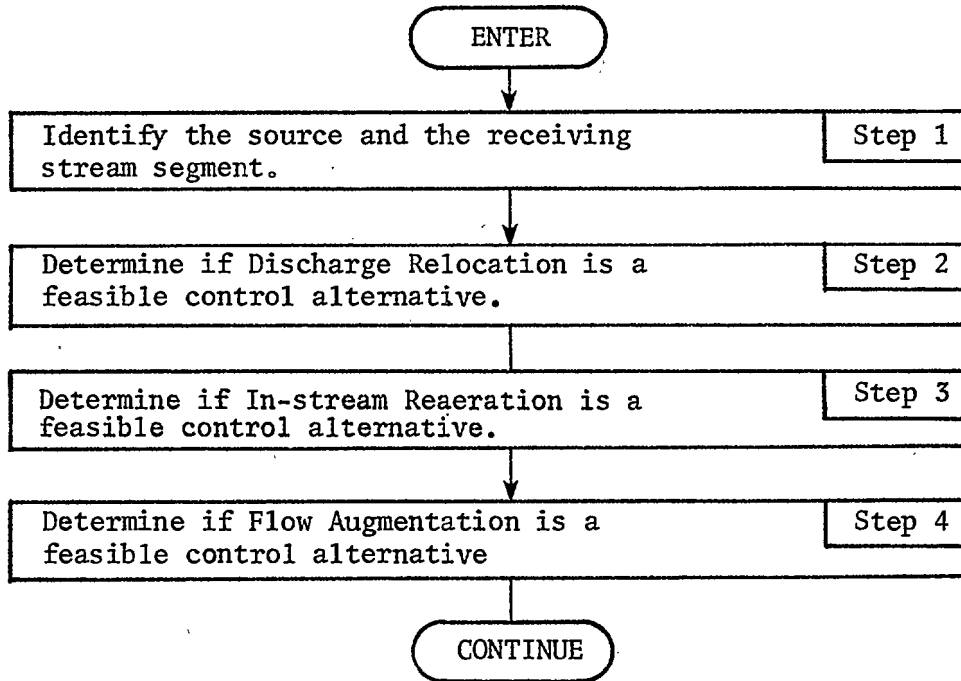 ENTER
Identify the source and the receiving
stream segment.
Step 1
Determine if Discharge Relocation is a
feasible control alternative.
Step 2
Determine if In-stream Reaeration is a
feasible control alternative.
Step 3
Determine if Flow Augmentation is a
feasible control alternative
Step 4
CONTINUE